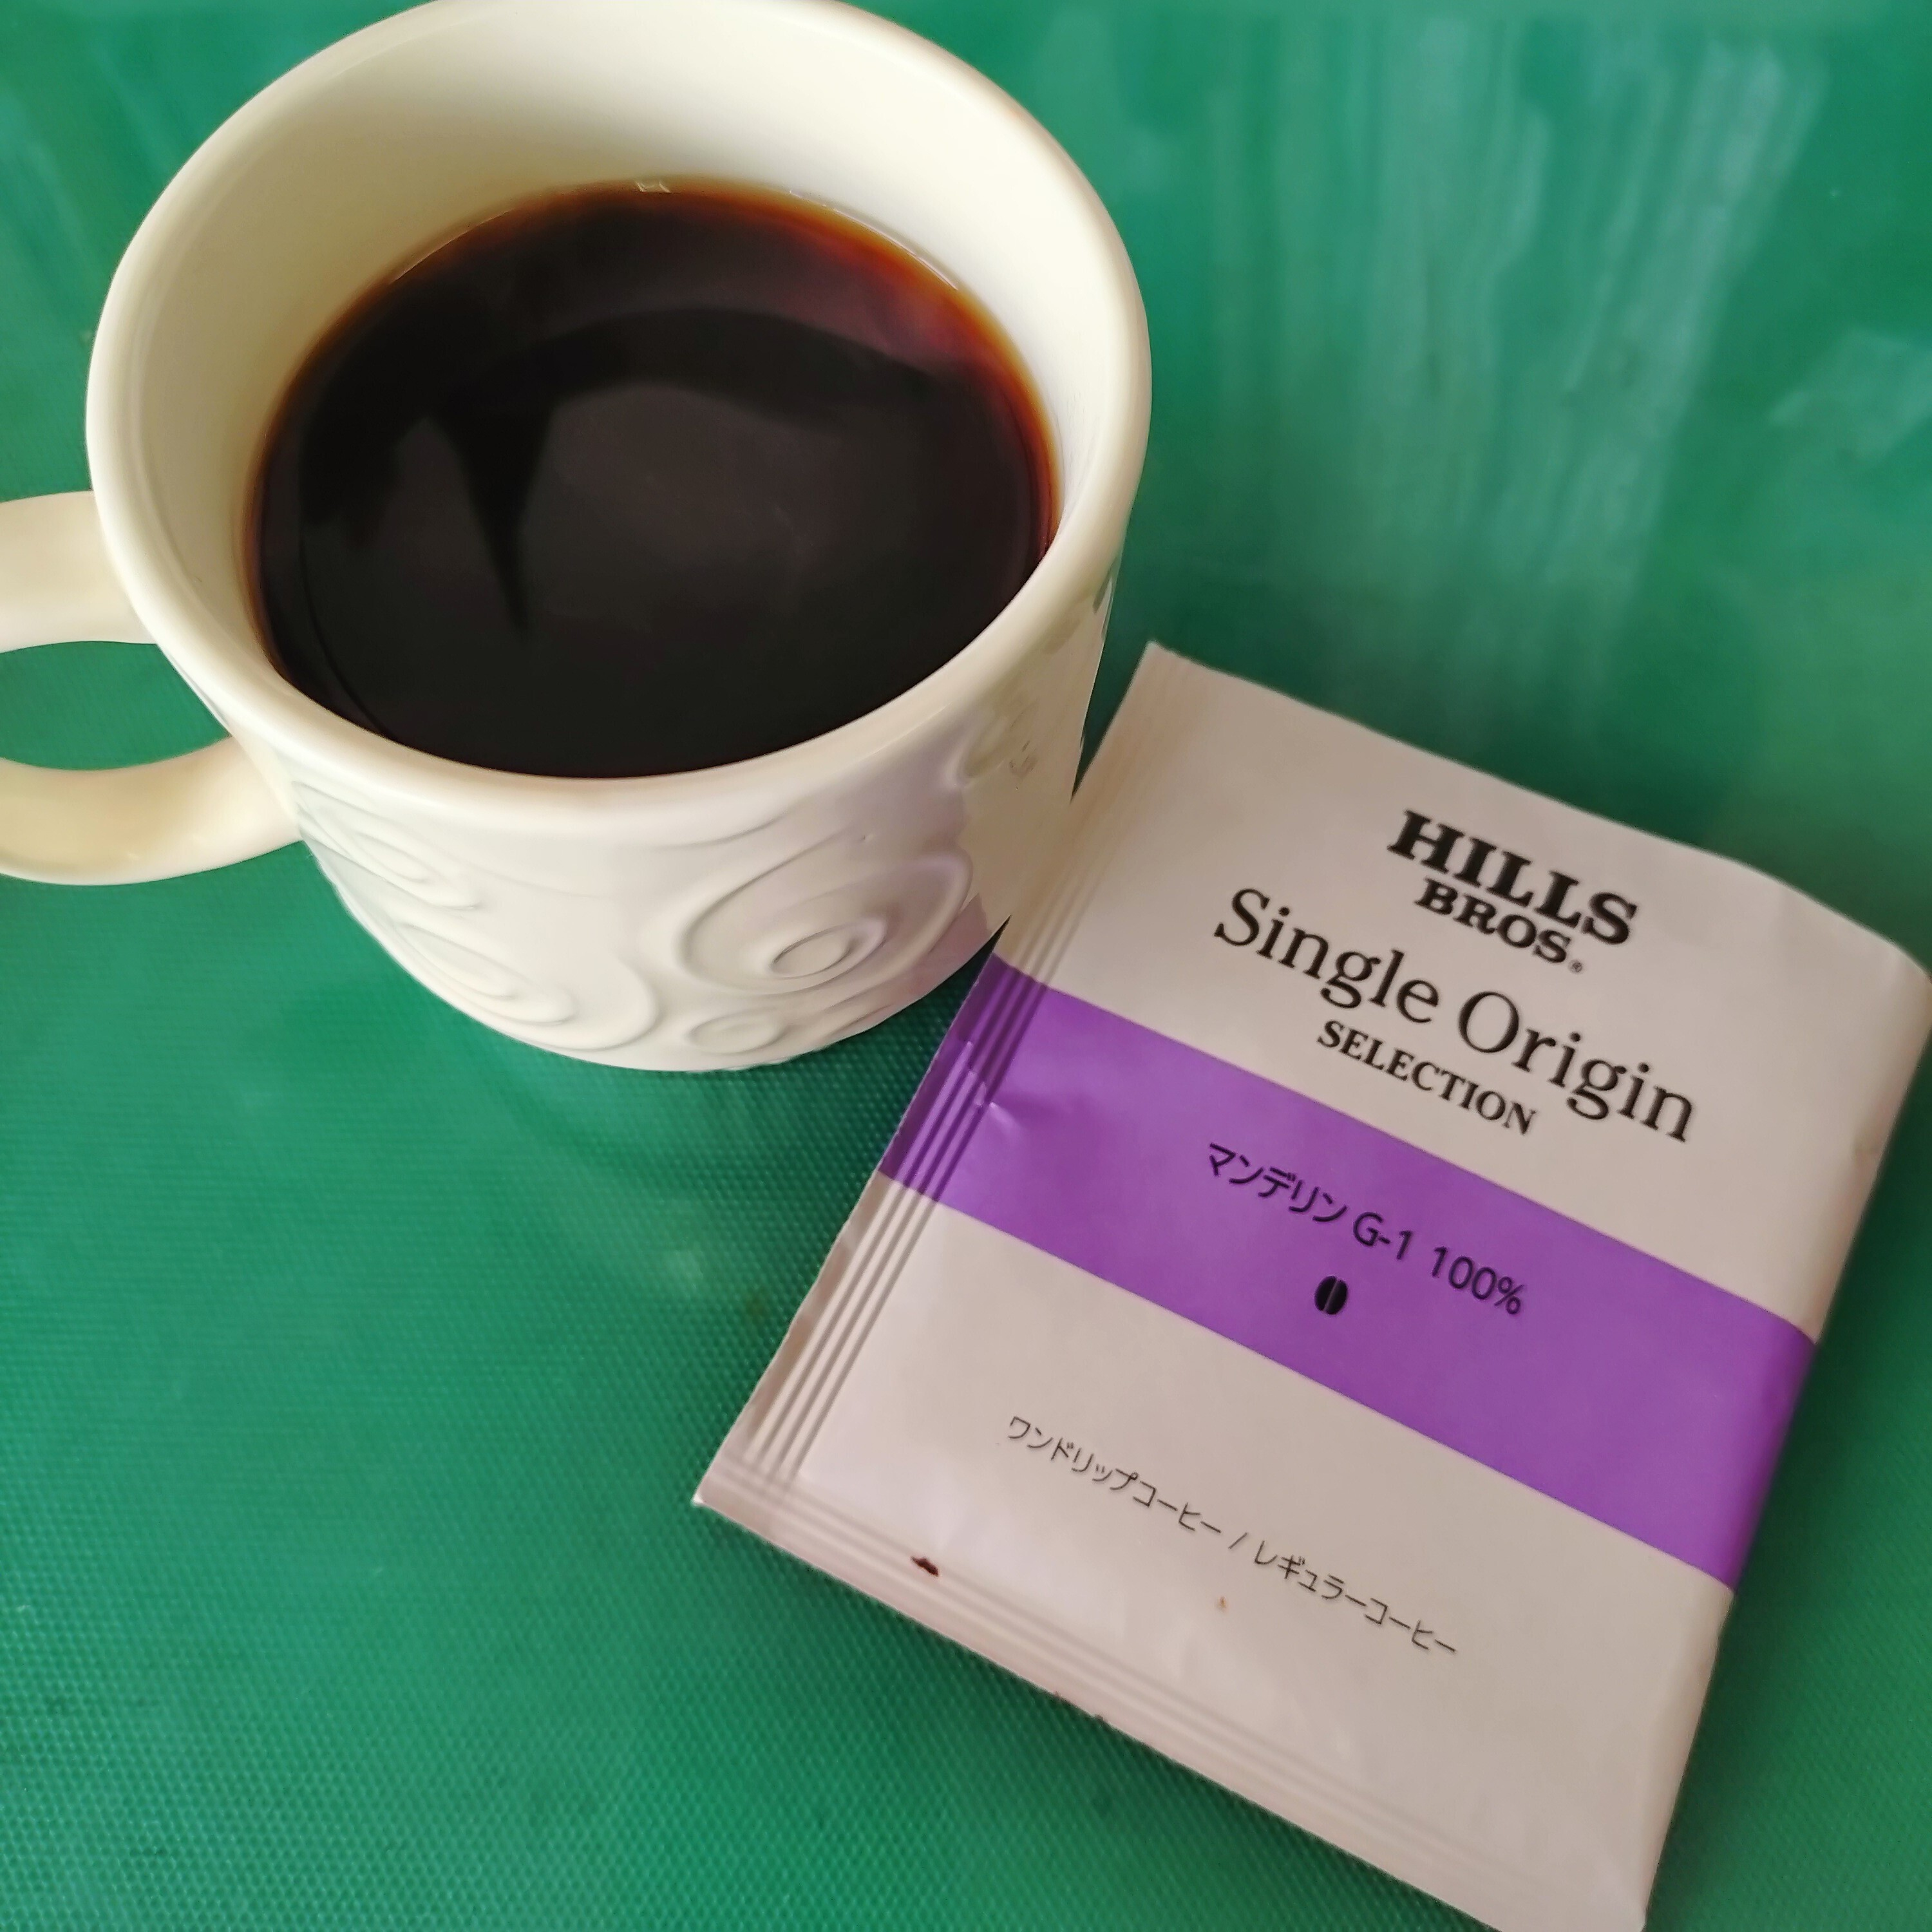 HILLS
BROS.®
Single Origin
SELECTION
マンデリン G-1 100%
ワンドリップコーヒー / レギュラーコーヒー